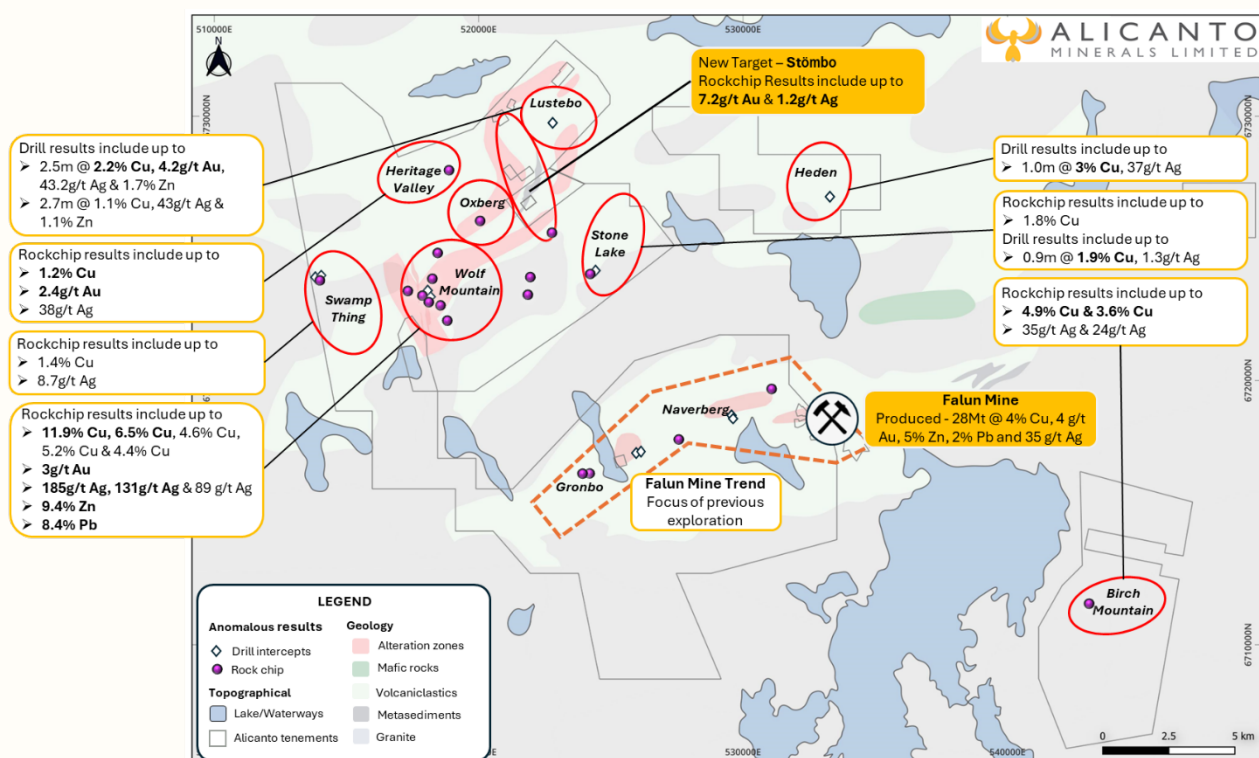 510000E
520000E
530000E
ALICANTO
MINERALS LIMITED
New Target – Stömbo
Rockchip Results include up to
7.2g/t Au & 1.2g/t Ag
6730000N
6730000N
Drill results include up to
➢ 2.5m @ 2.2% Cu, 4.2g/t Au,
43.2g/t Ag & 1.7% Zn
➢ 2.7m @ 1.1% Cu, 43g/t Ag &
1.1% Zn
Rockchip results include up to
➢ 1.2% Cu
➢ 2.4g/t Au
➢ 38g/t Ag
Rockchip results include up to
➢ 1.4% Cu
➢ 8.7g/t Ag
Rockchip results include up to
➢ 11.9% Cu, 6.5% Cu, 4.6% Cu,
5.2% Cu & 4.4% Cu
➢ 3g/t Au
➢ 185g/t Ag, 131g/t Ag & 89 g/t Ag
➢ 9.4% Zn
➢ 8.4% Pb
Lustebo
Heritage
Valley
Oxberg
Heden
Stone
Lake
Wolf
Mountain
Swamp
Thing
Drill results include up to
➢ 1.0m @ 3% Cu, 37g/t Ag
Rockchip results include up to
➢ 1.8% Cu
Drill results include up to
➢ 0.9m @ 1.9% Cu, 1.3g/t Ag
Rockchip results include up to
➢ 4.9% Cu & 3.6% Cu
➢ 35g/t Ag & 24g/t Ag
6720000N
Naverberg
Gronbo
Falun Mine
Produced - 28Mt @ 4% Cu, 4 g/t
Au, 5% Zn, 2% Pb and 35 g/t Ag
Falun Mine Trend
Focus of previous
exploration
Birch
Mountain
6710000N
LEGEND
Anomalous results
Drill intercepts
Rock chip
Topographical
Lake/Waterways
Alicanto tenements
Geology
Alteration zones
Mafic rocks
Volcaniclastics
Metasediments
Granite
530000E
540000E
0 2.5 5 km